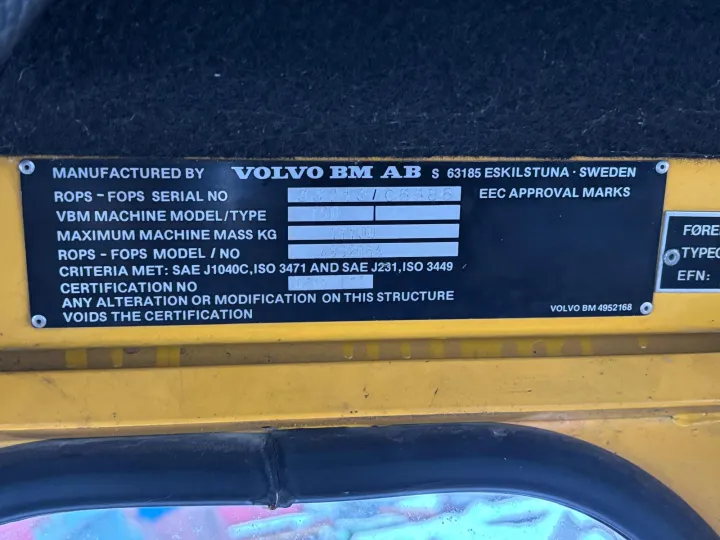 MANUFACTURED BY VOLVO BM AB S 63185 ESKILSTUNA · SWEDEN
ROPS - FOPS SERIAL NO EEC APPROVAL MARKS
VBM MACHINE MODEL/TYPE
MAXIMUM MACHINE MASS KG
ROPS - FOPS MODEL / NO
CRITERIA MET: SAE J1040C, ISO 3471 AND SAE J231, ISO 3449
CERTIFICATION NO
ANY ALTERATION OR MODIFICATION ON THIS STRUCTURE
VOIDS THE CERTIFICATION
VOLVO BM 4952168
EFN: